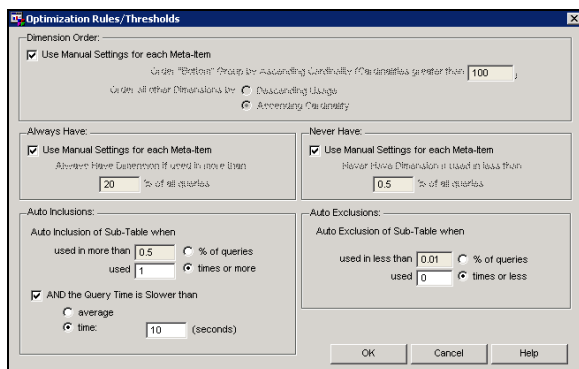 Optimization Rules/Thresholds
Dimension Order:
Use Manual Settings for each Meta-Item
Order "Bottom" Group by Ascending Cardinality (Cardinalities greater than 100 )
Order all other Dimensions by Descending Usage
Ascending Cardinality
Always Have:
Use Manual Settings for each Meta-Item
Always Have Dimension if used in more than
20 % of all queries
Never Have:
Use Manual Settings for each Meta-Item
Never Have Dimension if used in less than
0.5 % of all queries
Auto Inclusions:
Auto Inclusion of Sub-Table when
used in more than 0.5 % of queries
used 1 times or more
AND the Query Time is Slower than
average
time: 10 (seconds)
Auto Exclusions:
Auto Exclusion of Sub-Table when
used in less than 0.01 % of queries
used 0 times or less
OK Cancel Help